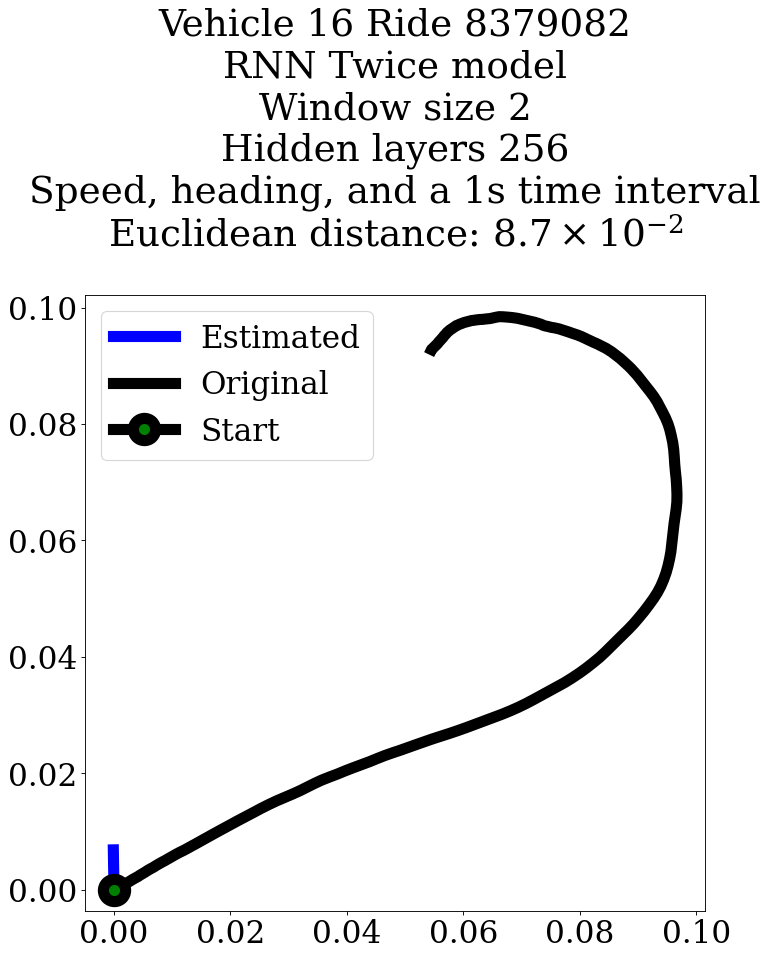 Vehicle 16 Ride 8379082
RNN Twice model
Window size 2
Hidden layers 256
Speed, heading, and a 1s time interval
Euclidean distance: 8.7 × 10⁻²
Estimated
Original
Start
0.10
0.08
0.06
0.04
0.02
0.00
0.00 0.02 0.04 0.06 0.08 0.10